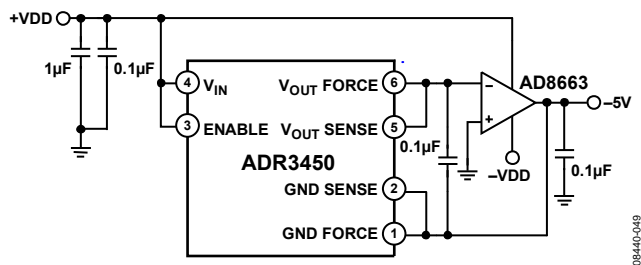 +VDD
1µF
0.1µF
4
VIN
3
ENABLE
ADR3450
VOUT FORCE
6
VOUT SENSE
5
GND SENSE
2
GND FORCE
1
0.1µF
AD8663
–
+
–VDD
–5V
0.1µF
08440-049